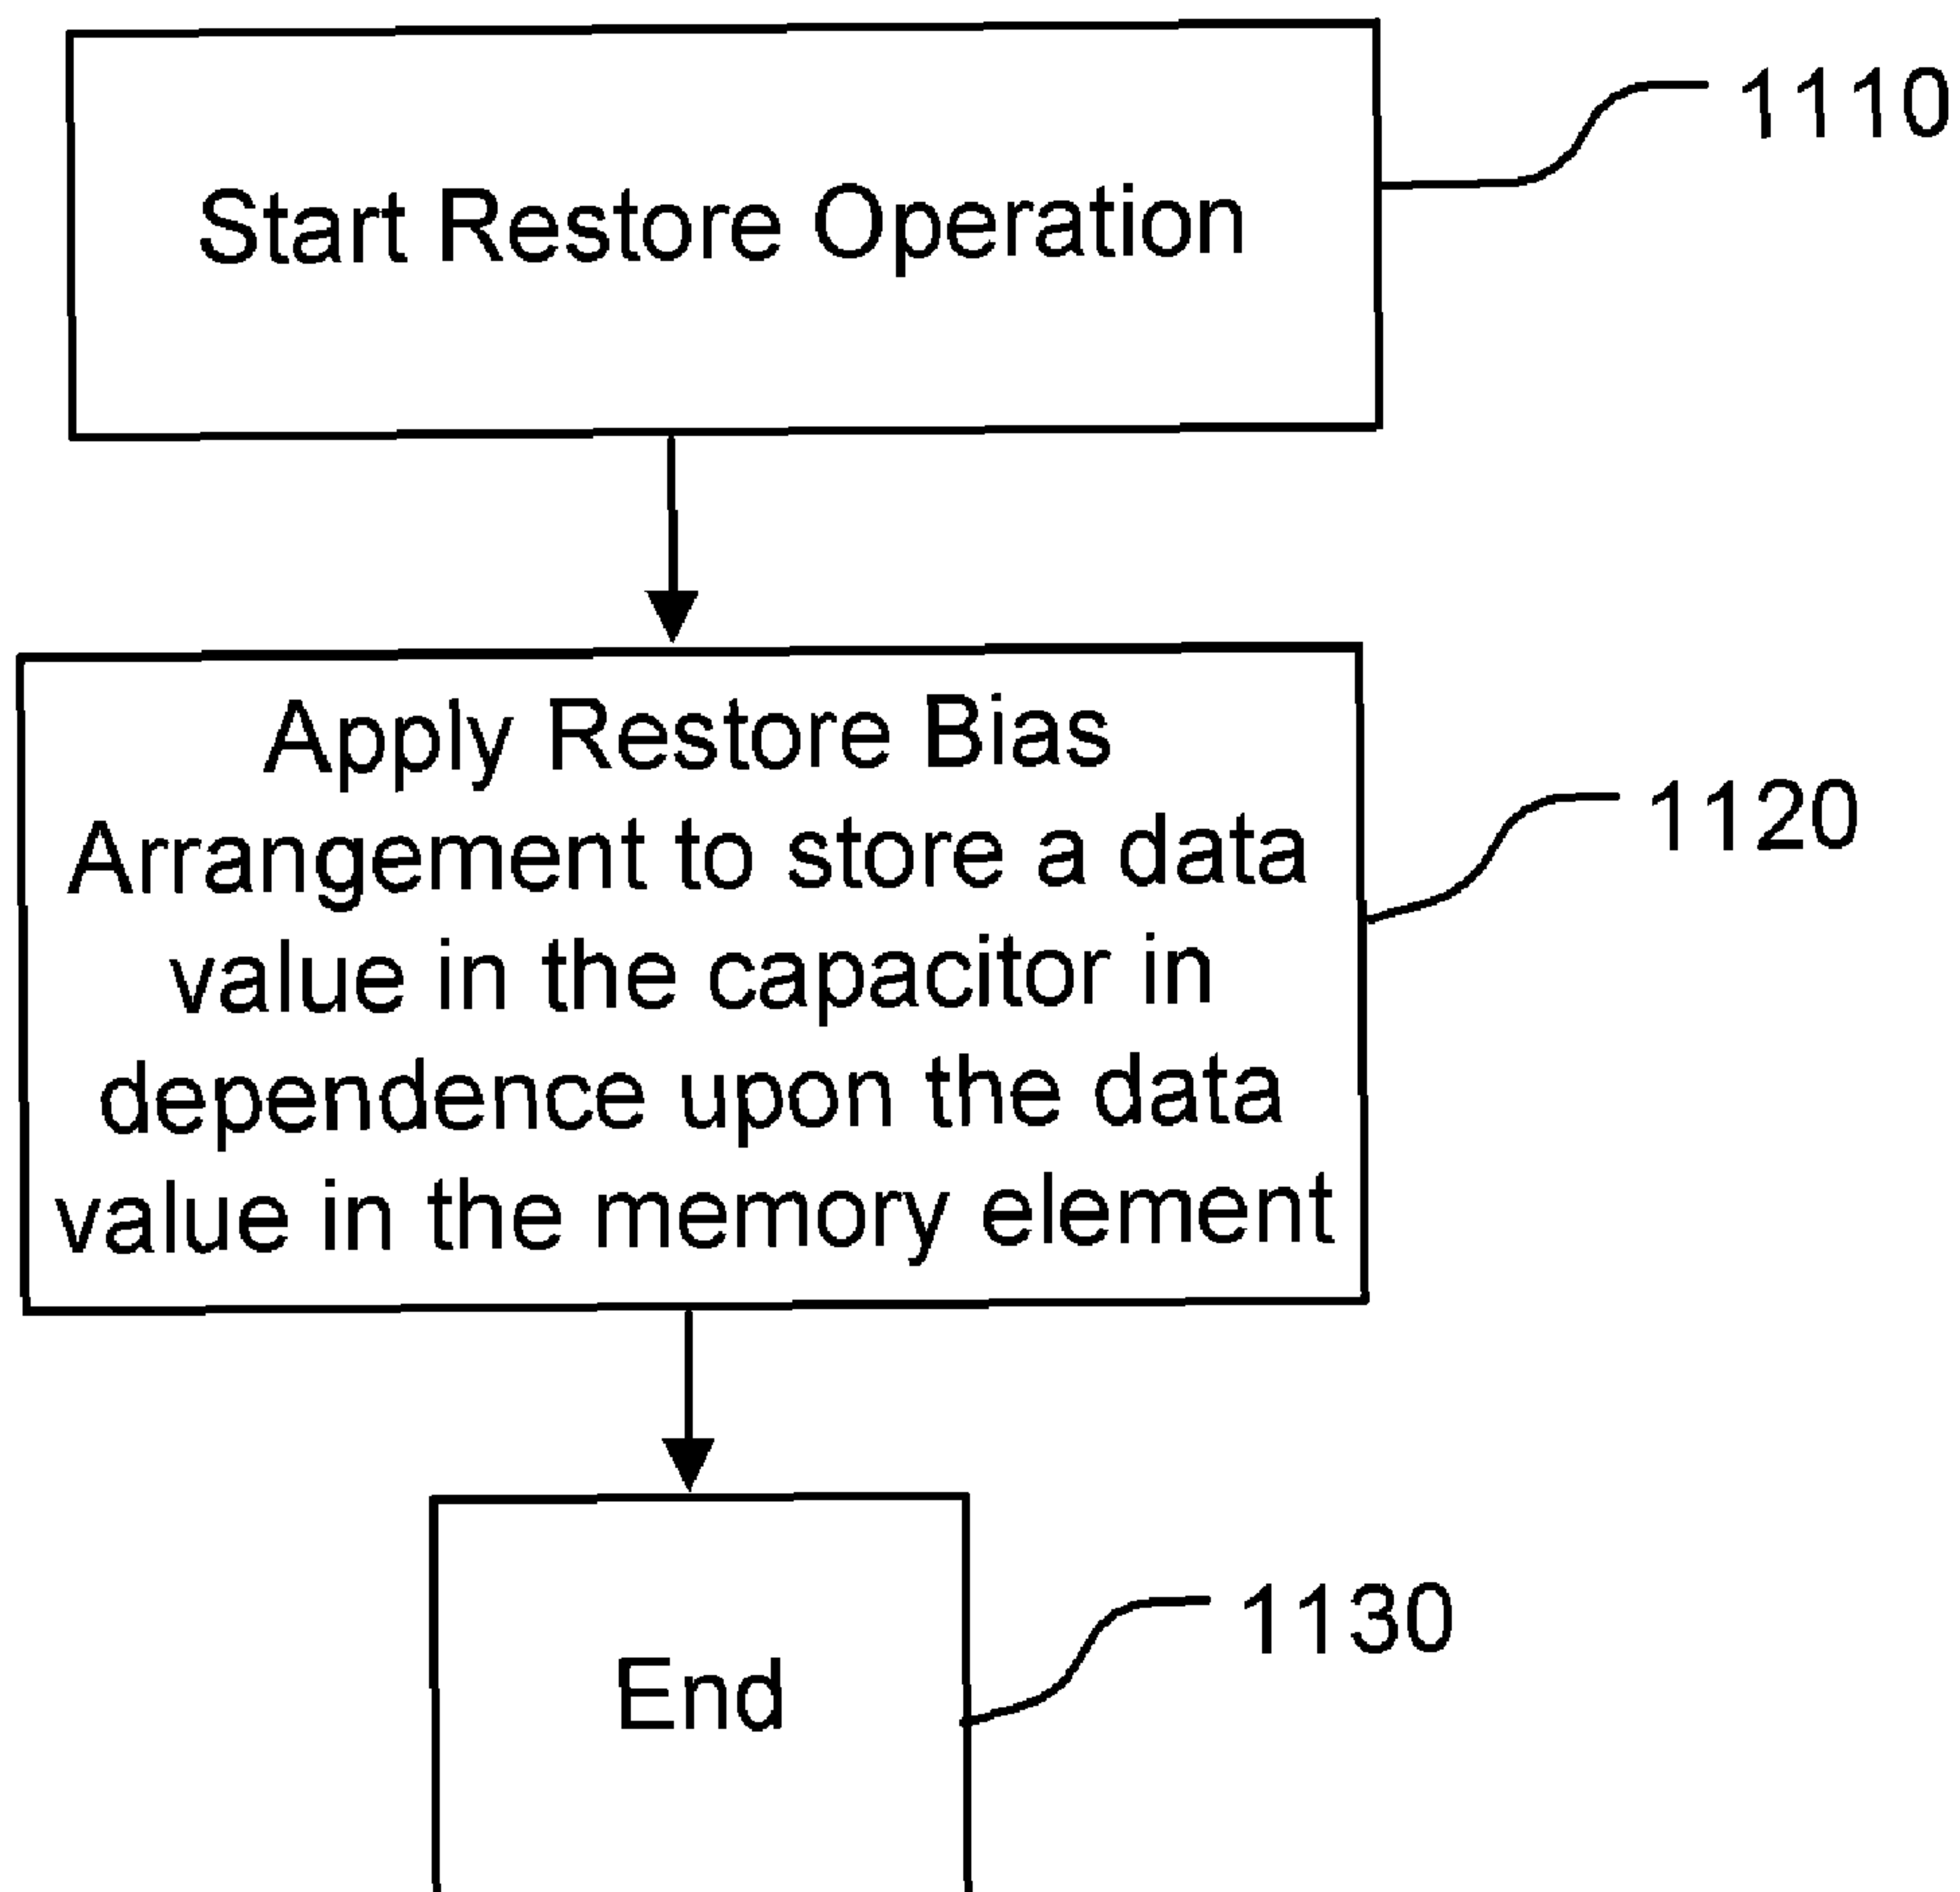 1110
Start Restore Operation
Apply Restore Bias
Arrangement to store a data
value in the capacitor in
dependence upon the data
value in the memory element
1120
End
1130